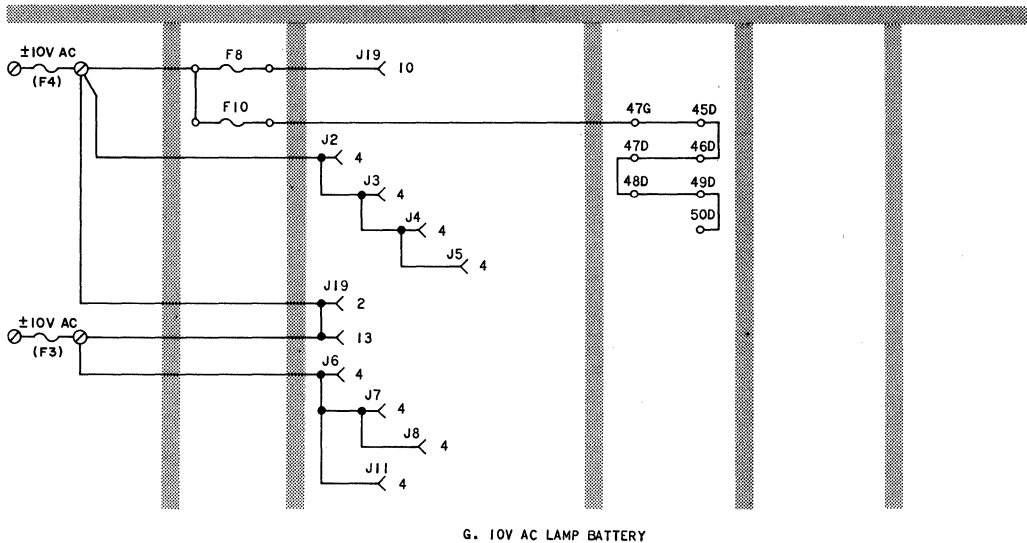 ±10V AC
(F4)
F8
J19
10
F10
47G
45D
J2
4
47D
46D
J3
4
48D
49D
J4
4
50D
J5
4
J19
2
±10V AC
(F3)
13
J6
4
J7
4
J8
4
J11
4
G. 10V AC LAMP BATTERY